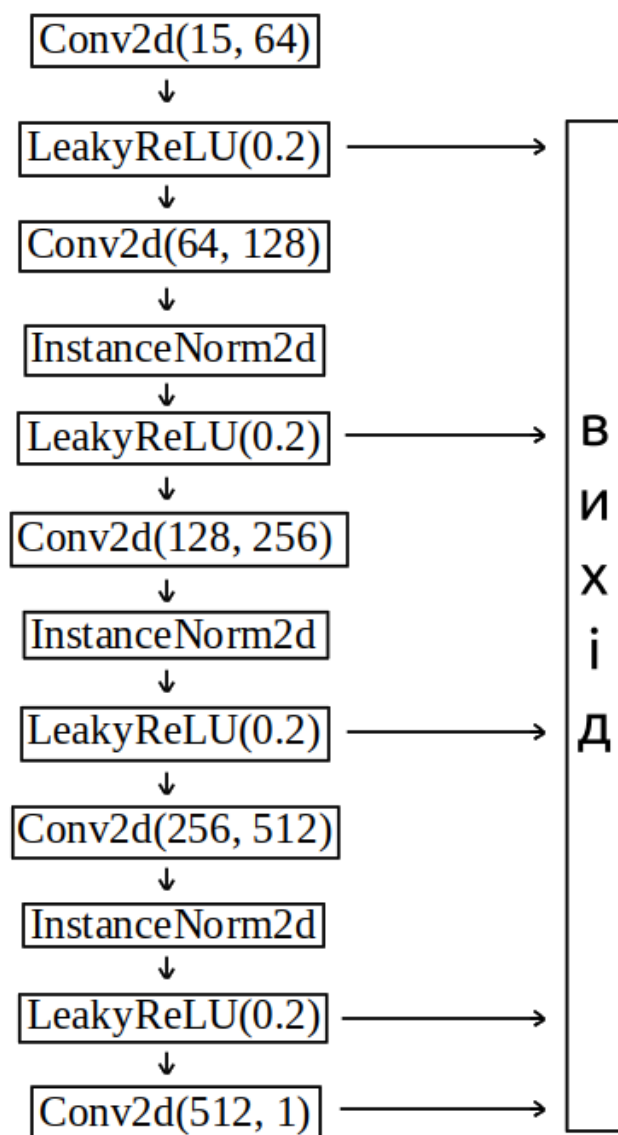 Conv2d(15, 64)
LeakyReLU(0.2)
Conv2d(64, 128)
InstanceNorm2d
LeakyReLU(0.2)
Conv2d(128, 256)
InstanceNorm2d
LeakyReLU(0.2)
Conv2d(256, 512)
InstanceNorm2d
LeakyReLU(0.2)
Conv2d(512, 1)
вихід